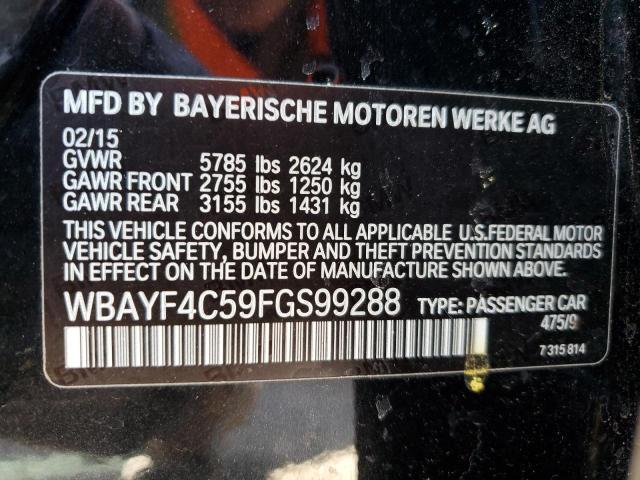 MFD BY BAYERISCHE MOTOREN WERKE AG
02/15
GVWR 5785 lbs 2624 kg
GAWR FRONT 2755 lbs 1250 kg
GAWR REAR 3155 lbs 1431 kg
THIS VEHICLE CONFORMS TO ALL APPLICABLE U.S.FEDERAL MOTOR
VEHICLE SAFETY, BUMPER AND THEFT PREVENTION STANDARDS
IN EFFECT ON THE DATE OF MANUFACTURE SHOWN ABOVE.
WBAYF4C59FGS99288 TYPE: PASSENGER CAR
475/9
7 315 814